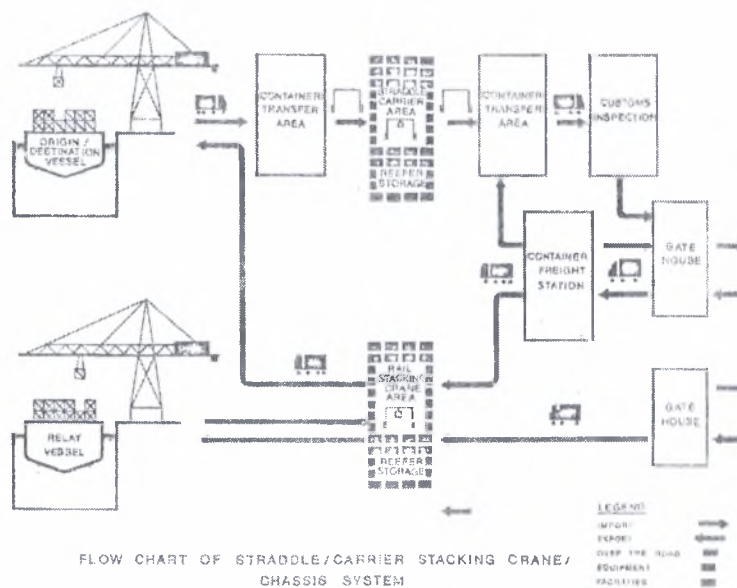 ORIGIN /
DESTINATION
VESSEL
CONTAINER
TRANSFER
AREA
STRADDLE
CARRIER
AREA
REEFER
STORAGE
CONTAINER
TRANSFER
AREA
CUSTOMS
INSPECTION
GATE
HOUSE
CONTAINER
FREIGHT
STATION
RELAY
VESSEL
RAIL
STACKING
CRANE
AREA
REEFER
STORAGE
GATE
HOUSE
LEGEND
IMPORT
EXPORT
OVER THE ROAD
EQUIPMENT
FACILITIES
FLOW CHART OF STRADDLE/CARRIER STACKING CRANE/
CHASSIS SYSTEM